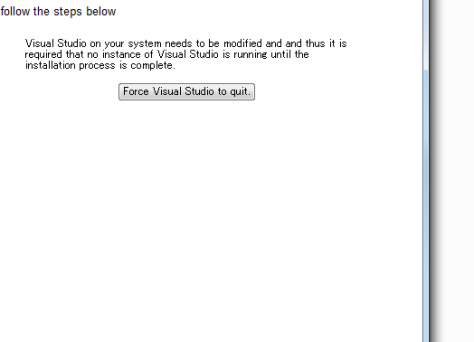 follow the steps below
Visual Studio on your system needs to be modified and and thus it is
required that no instance of Visual Studio is running until the
installation process is complete.
Force Visual Studio to quit.